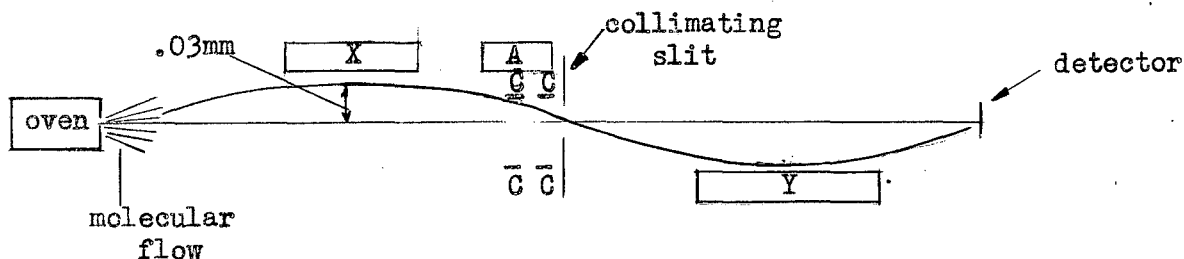 collimating
slit
.03mm
X
A
C C
detector
oven
C C
Y
molecular
flow